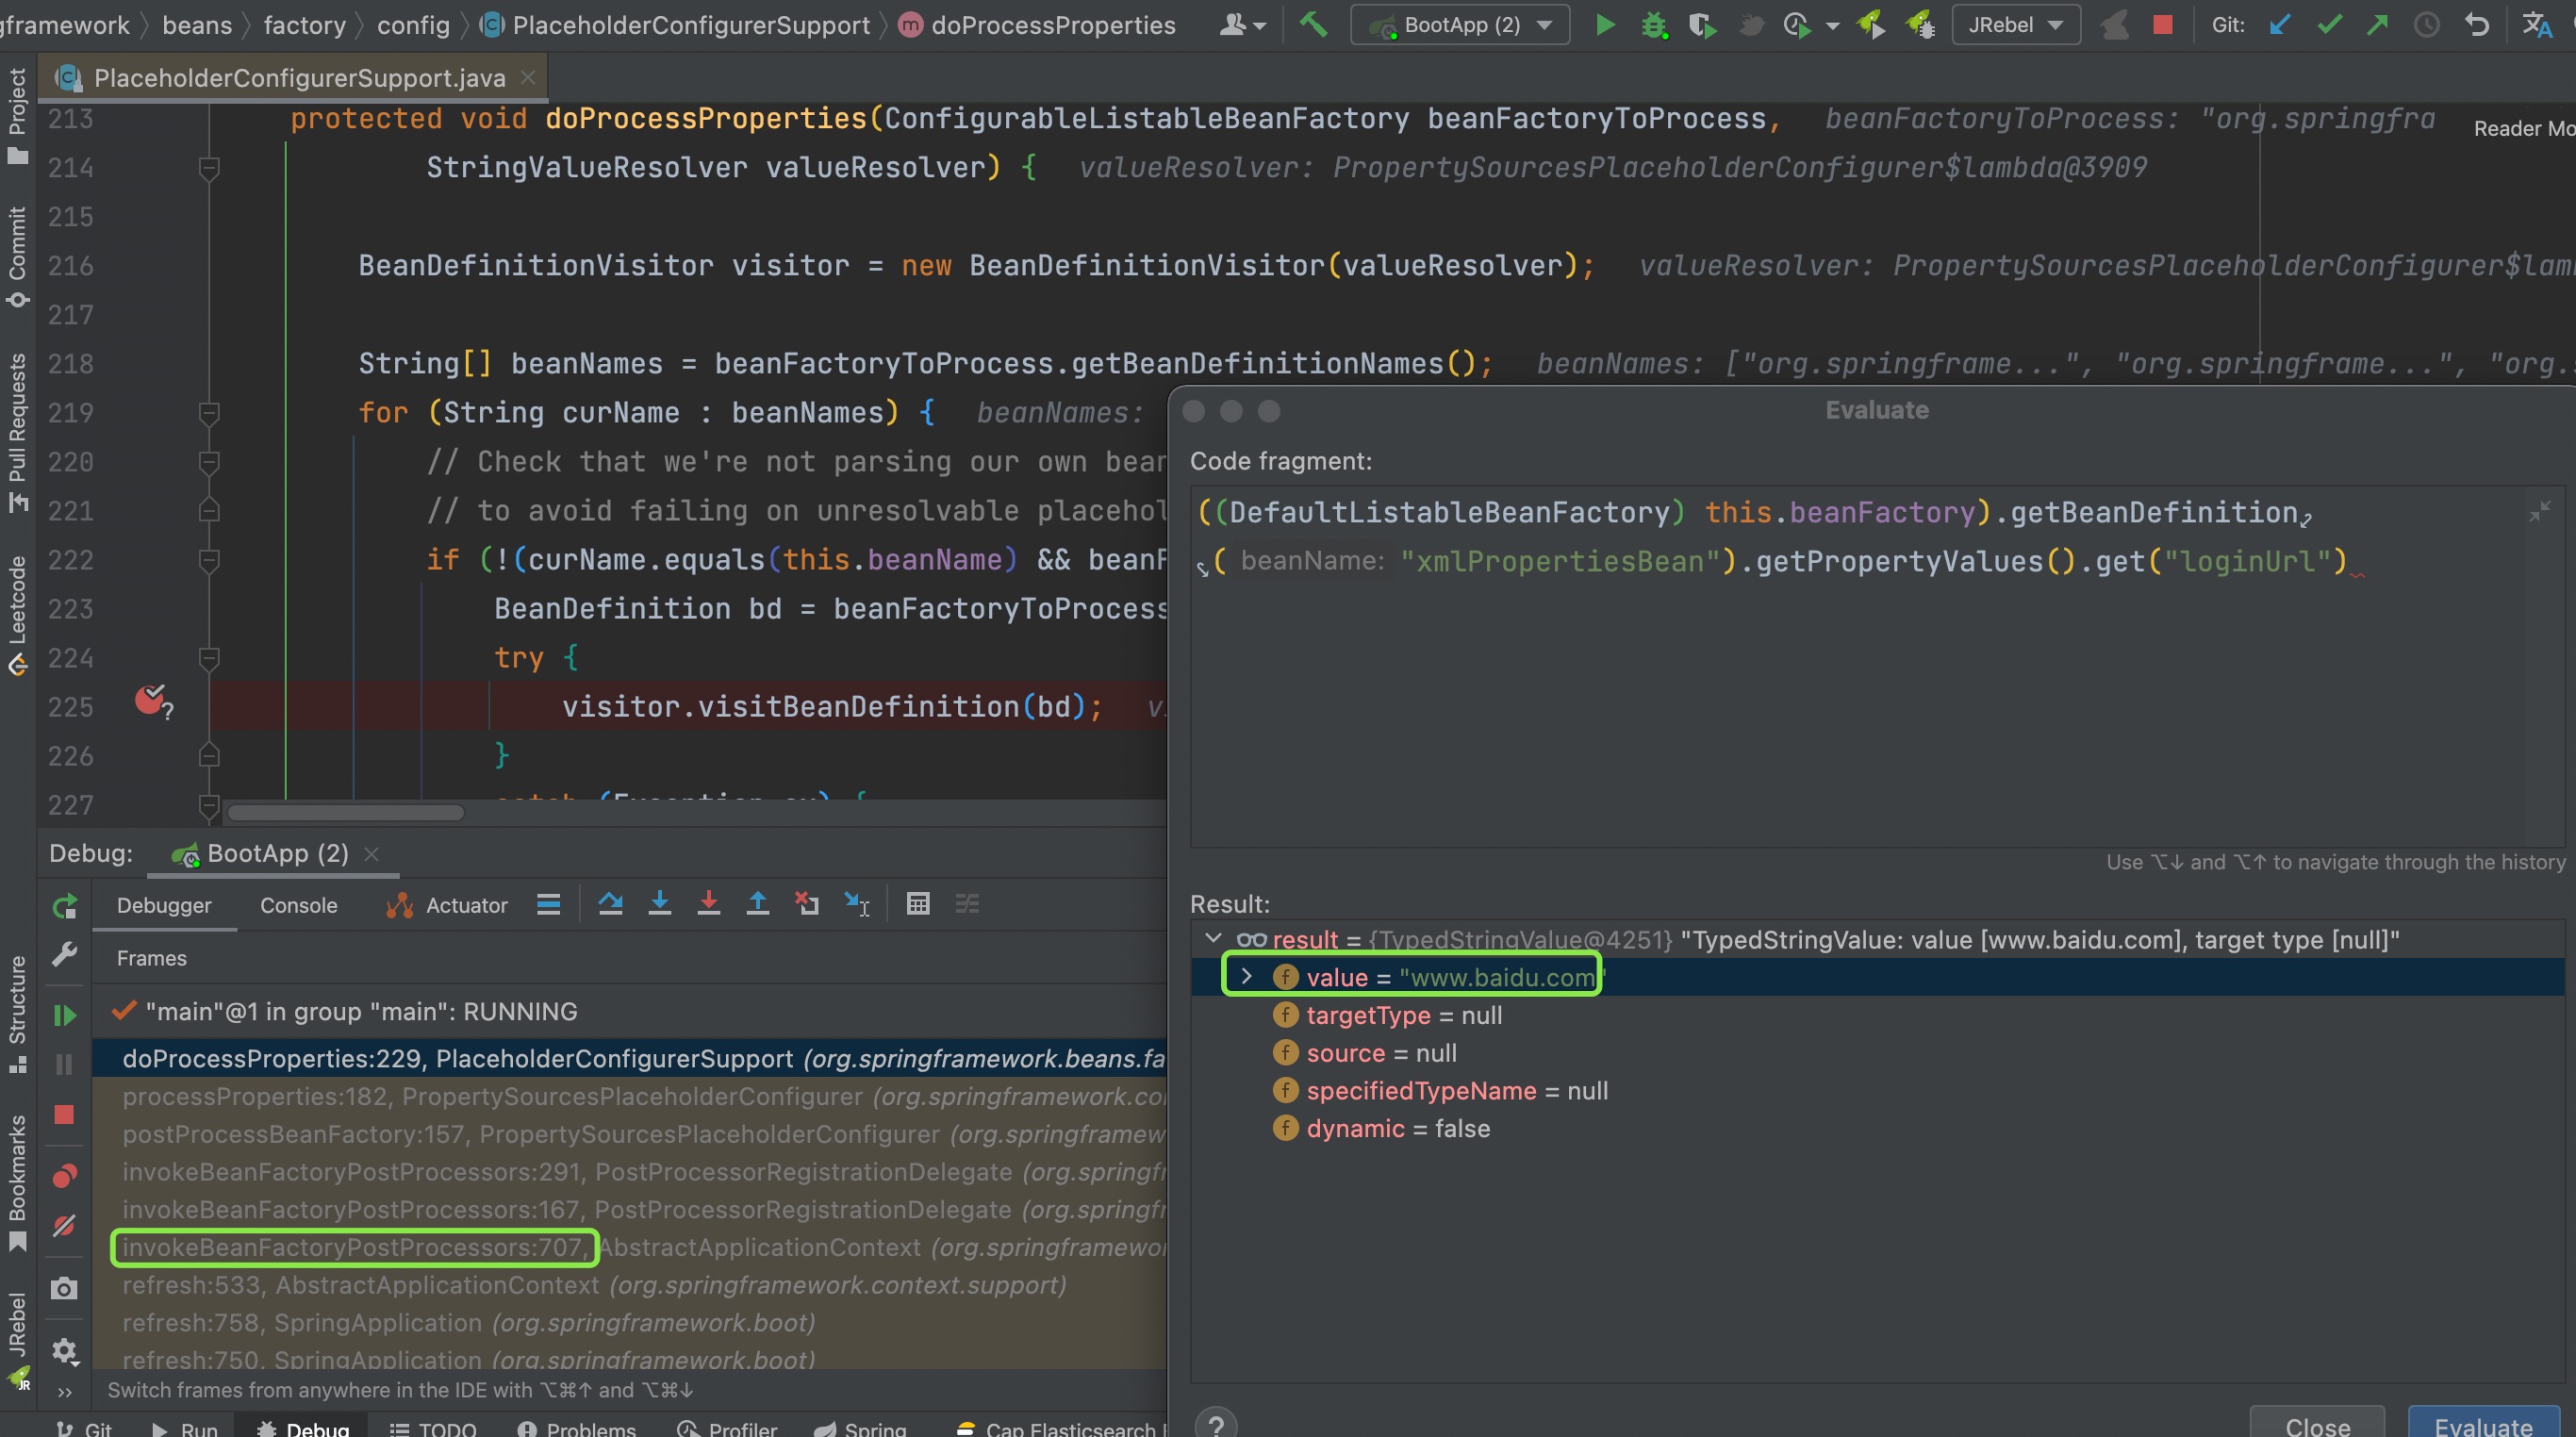 gframework beans factory config PlaceholderConfigurerSupport doProcessProperties BootApp (2) JRebel Git:
PlaceholderConfigurerSupport.java
Project
Commit
Pull Requests
Leetcode
Structure
Bookmarks
JRebel
213 protected void doProcessProperties(ConfigurableListableBeanFactory beanFactoryToProcess, beanFactoryToProcess: "org.springfra
Reader Mo
214 StringValueResolver valueResolver) { valueResolver: PropertySourcesPlaceholderConfigurer$lambda@3909
215
216 BeanDefinitionVisitor visitor = new BeanDefinitionVisitor(valueResolver); valueResolver: PropertySourcesPlaceholderConfigurer$lam
217
218 String[] beanNames = beanFactoryToProcess.getBeanDefinitionNames(); beanNames: ["org.springframe...", "org.springframe...", "org.
219 for (String curName : beanNames) { beanNames:
220 // Check that we're not parsing our own bean
221 // to avoid failing on unresolvable placehol
222 if (!(curName.equals(this.beanName) && beanF
223 BeanDefinition bd = beanFactoryToProcess
224 try {
225 visitor.visitBeanDefinition(bd); v
226 }
227 catch (Exception ex) {
Evaluate
Code fragment:
((DefaultListableBeanFactory) this.beanFactory).getBeanDefinition
( beanName: "xmlPropertiesBean").getPropertyValues().get("loginUrl")
Use ⌥↓ and ⌥↑ to navigate through the history
Result:
result = {TypedStringValue@4251} "TypedStringValue: value [www.baidu.com], target type [null]"
value = "www.baidu.com"
targetType = null
source = null
specifiedTypeName = null
dynamic = false
Close Evaluate
Debug: BootApp (2)
Debugger Console Actuator
Frames
"main"@1 in group "main": RUNNING
doProcessProperties:229, PlaceholderConfigurerSupport (org.springframework.beans.fa
processProperties:182, PropertySourcesPlaceholderConfigurer (org.springframework.co
postProcessBeanFactory:157, PropertySourcesPlaceholderConfigurer (org.springframew
invokeBeanFactoryPostProcessors:291, PostProcessorRegistrationDelegate (org.springf
invokeBeanFactoryPostProcessors:167, PostProcessorRegistrationDelegate (org.springf
invokeBeanFactoryPostProcessors:707, AbstractApplicationContext (org.springframewo
refresh:533, AbstractApplicationContext (org.springframework.context.support)
refresh:758, SpringApplication (org.springframework.boot)
refresh:750, SpringApplication (org.springframework.boot)
Switch frames from anywhere in the IDE with ⌥⌘↑ and ⌥⌘↓
Git Run Debug TODO Problems Profiler Spring Cap Elasticsearch